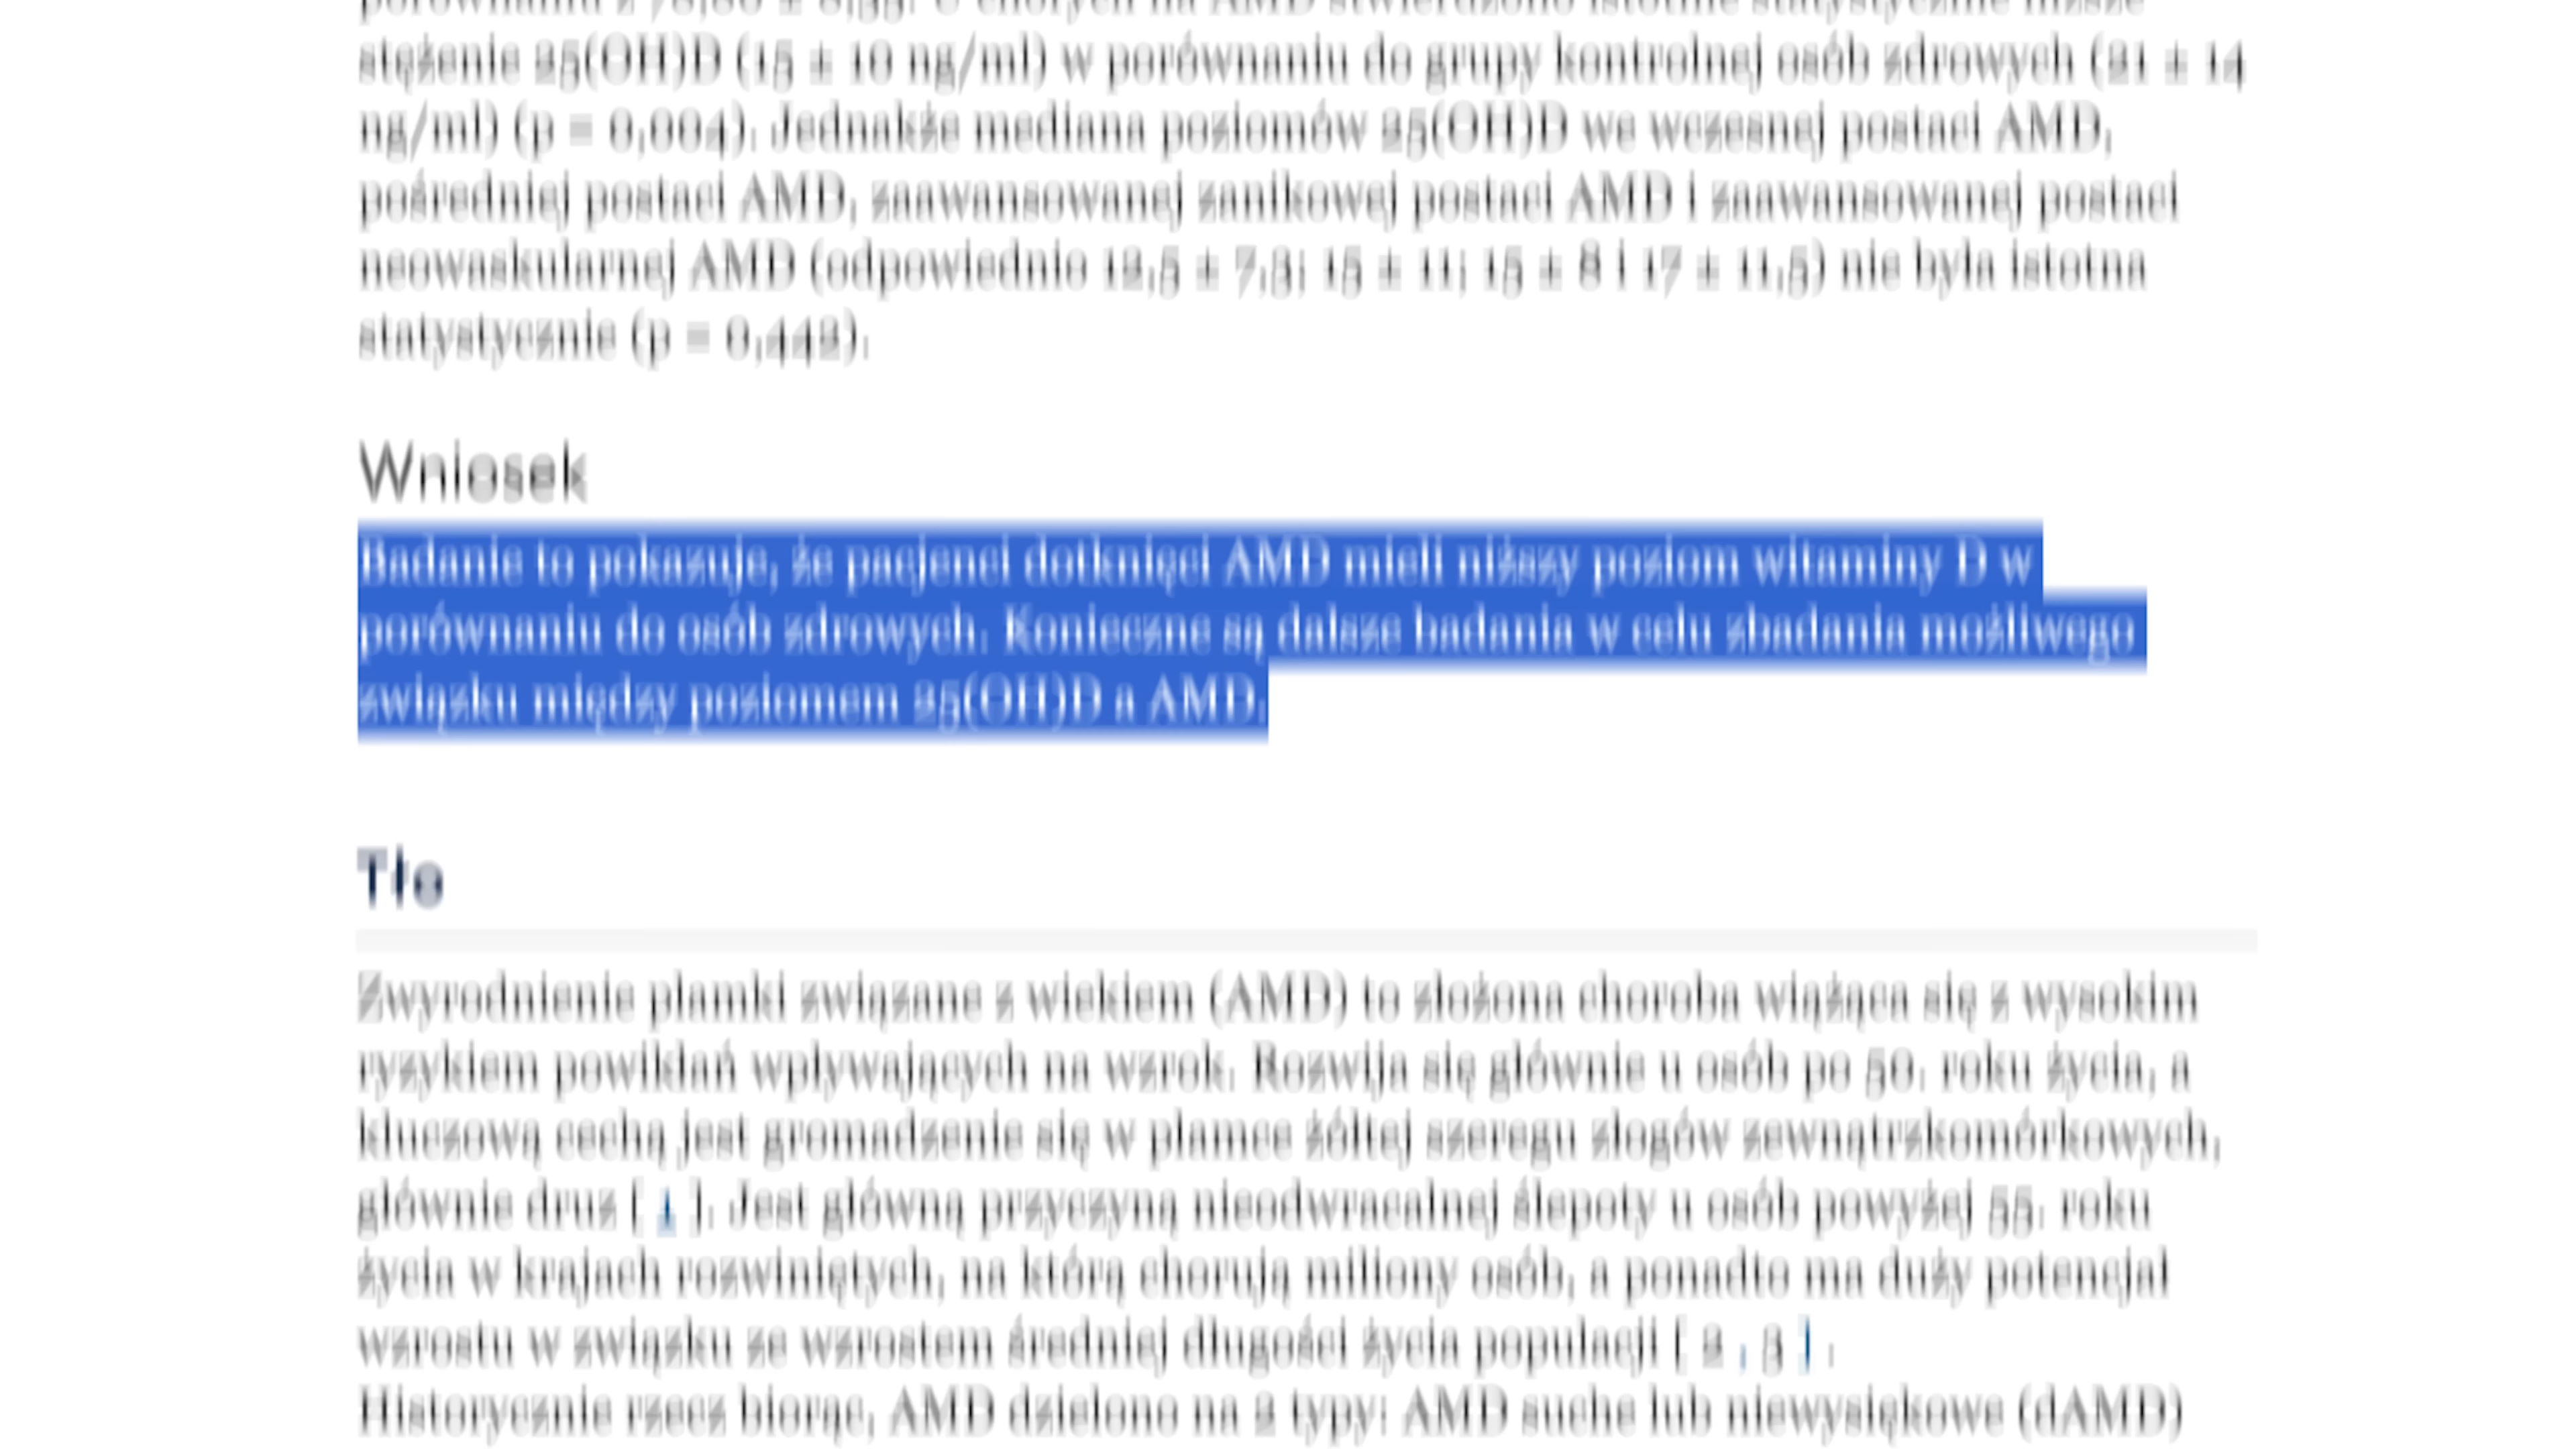 stężenie 25(OH)D (15 ± 10 ng/ml) w porównaniu do grupy kontrolnej osób zdrowych (21 ± 14
ng/ml) (p = 0,004). Jednakże mediana poziomów 25(OH)D we wczesnej postaci AMD,
pośredniej postaci AMD, zaawansowanej zanikowej postaci AMD i zaawansowanej postaci
neowaskularnej AMD (odpowiednio 12,5 ± 7,3; 15 ± 11; 15 ± 8 i 17 ± 11,5) nie była istotna
statystycznie (p = 0,442).
Wniosek
Badanie to pokazuje, że pacjenci dotknięci AMD mieli niższy poziom witaminy D w
porównaniu do osób zdrowych. Konieczne są dalsze badania w celu zbadania możliwego
związku między poziomem 25(OH)D a AMD.
Tło
Zwyrodnienie plamki związane z wiekiem (AMD) to złożona choroba wiążąca się z wysokim
ryzykiem powikłań wpływających na wzrok. Rozwija się głównie u osób po 50. roku życia, a
kluczową cechą jest gromadzenie się w plamce żółtej szeregu złogów zewnątrzkomórkowych,
głównie druz [ 1 ]. Jest główną przyczyną nieodwracalnej ślepoty u osób powyżej 55. roku
życia w krajach rozwiniętych, na którą chorują miliony osób, a ponadto ma duży potencjał
wzrostu w związku ze wzrostem średniej długości życia populacji [ 2 , 3 ] .
Historycznie rzecz biorąc, AMD dzielono na 2 typy: AMD suche lub niewysiękowe (dAMD)